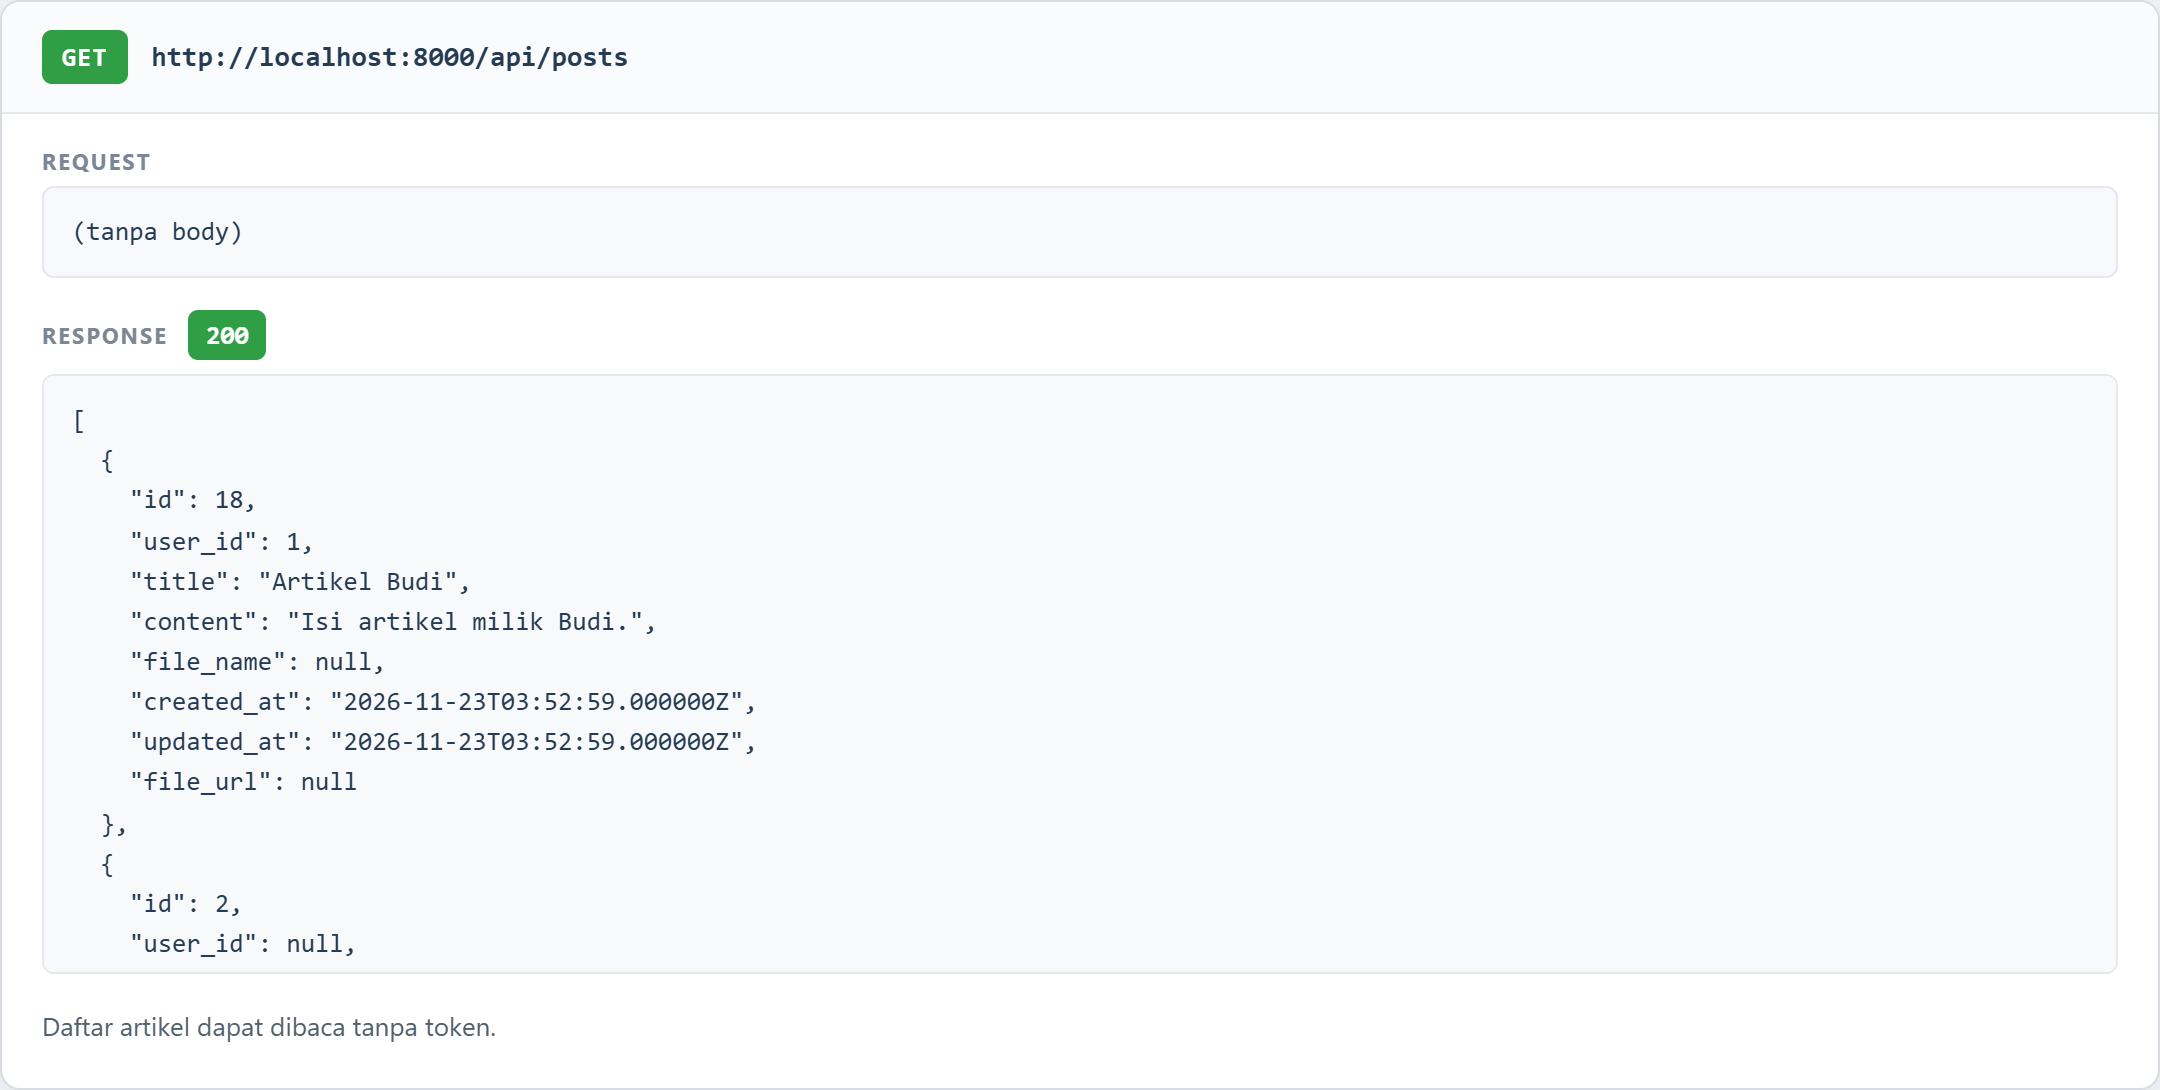 GET http://localhost:8000/api/posts
REQUEST
(tanpa body)
RESPONSE 200
[
  {
    "id": 18,
    "user_id": 1,
    "title": "Artikel Budi",
    "content": "Isi artikel milik Budi.",
    "file_name": null,
    "created_at": "2026-11-23T03:52:59.000000Z",
    "updated_at": "2026-11-23T03:52:59.000000Z",
    "file_url": null
  },
  {
    "id": 2,
    "user_id": null,
Daftar artikel dapat dibaca tanpa token.